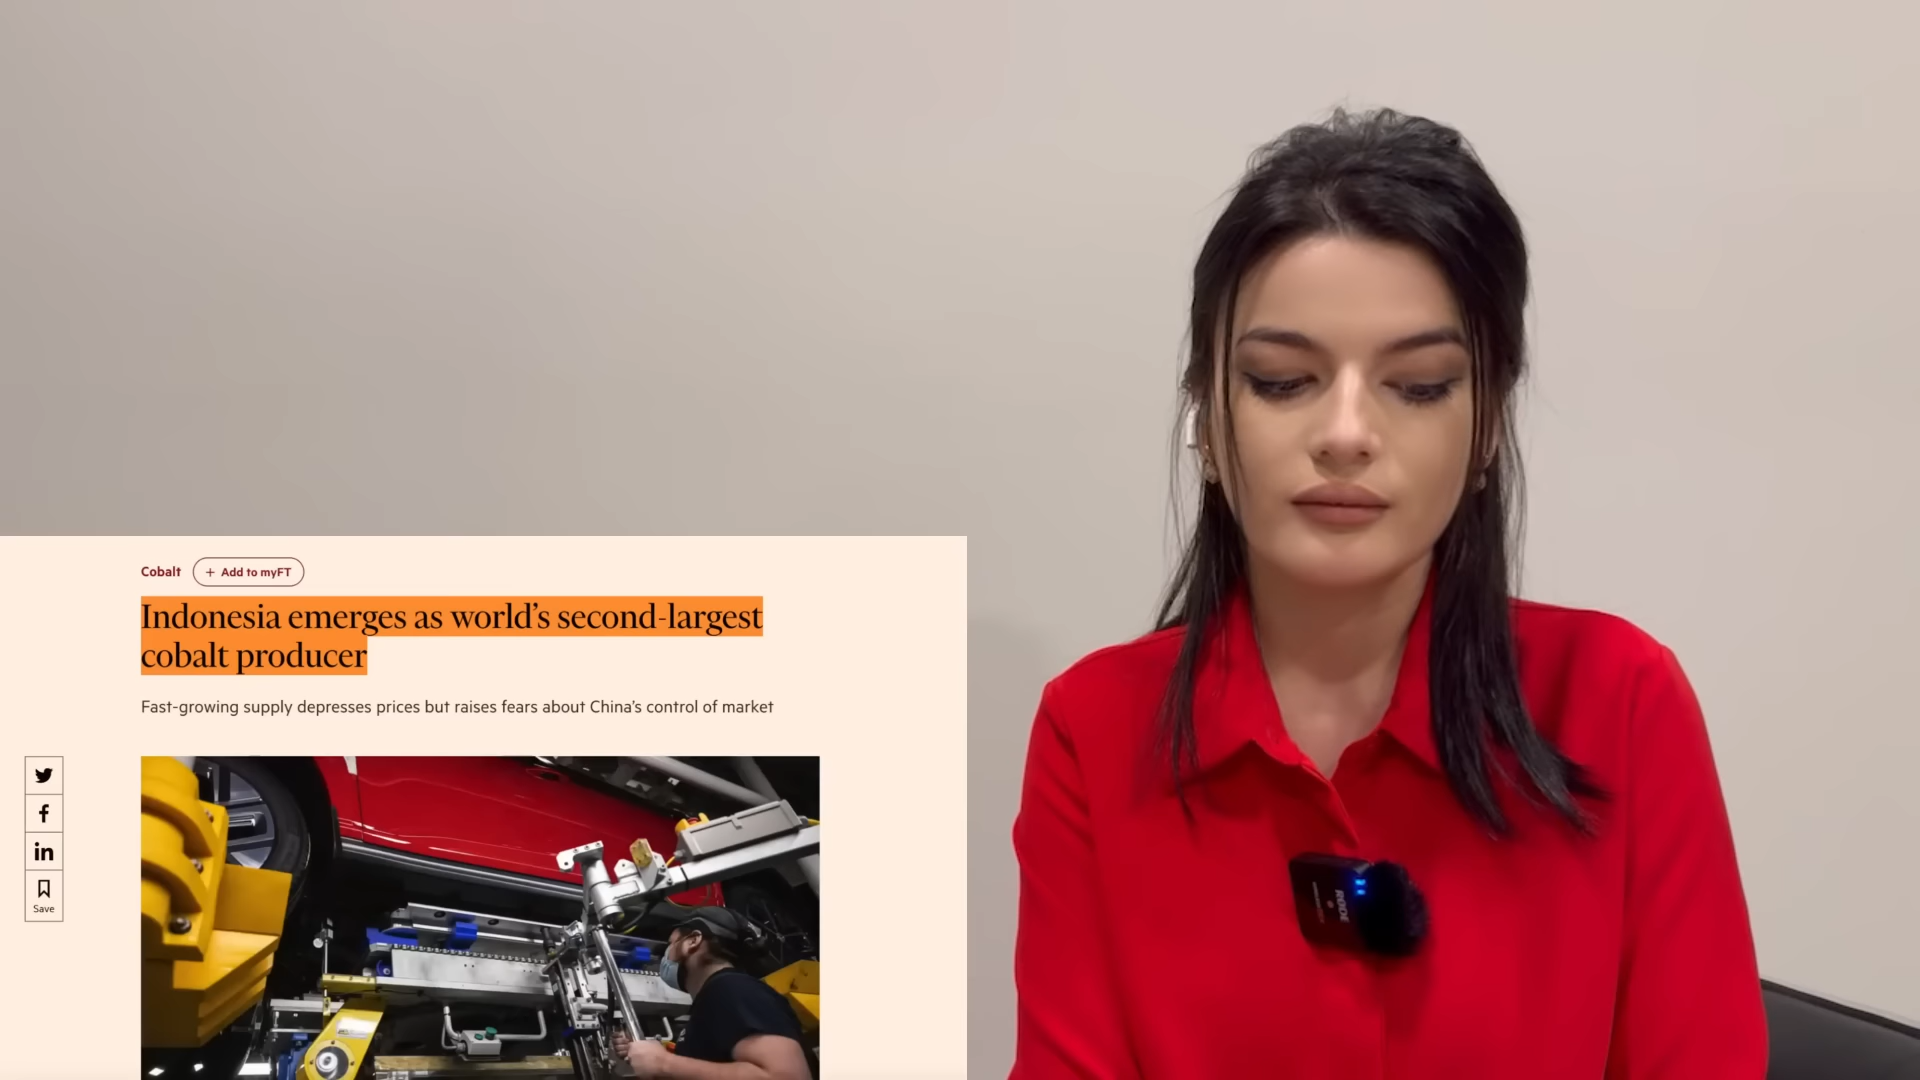 Cobalt
+ Add to myFT
Indonesia emerges as world's second-largest
cobalt producer
Fast-growing supply depresses prices but raises fears about China's control of market
Save
RØDE